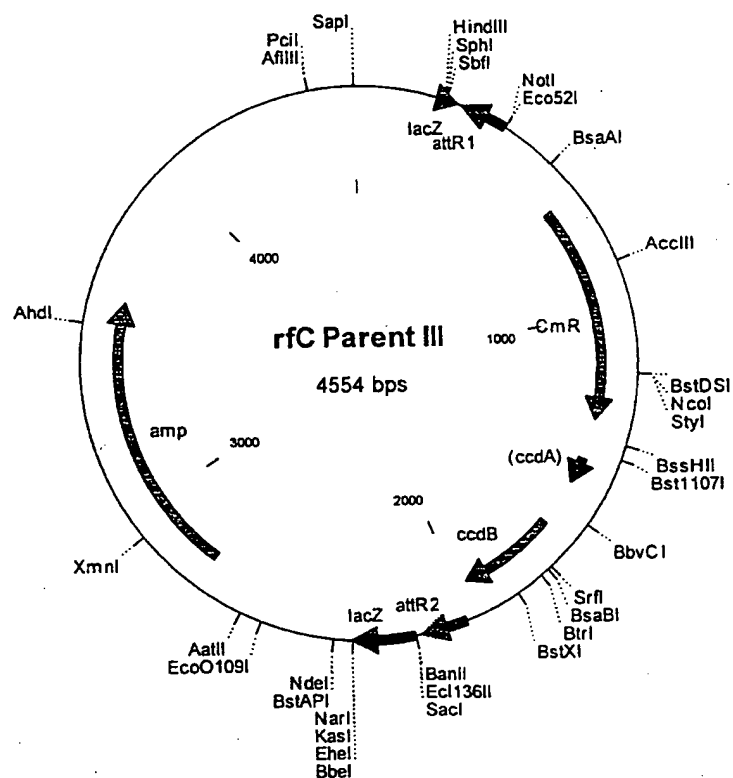 SapI
HindIII
SphI
SbfI
PciI
AflIII
NotI
Eco52I
lacZ
attR1
BsaAI
4000
AccIII
AhdI
rfC Parent III
4554 bps
1000
CmR
BstDSI
NcoI
StyI
amp
3000
(ccdA)
BssHII
Bst1107I
2000
ccdB
BbvCI
XmnI
SrfI
BsaBI
BtrI
BstXI
lacZ
attR2
AatII
EcoO109I
BanII
Ecl136II
SacI
NdeI
BstAPI
NarI
KasI
EheI
BbeI